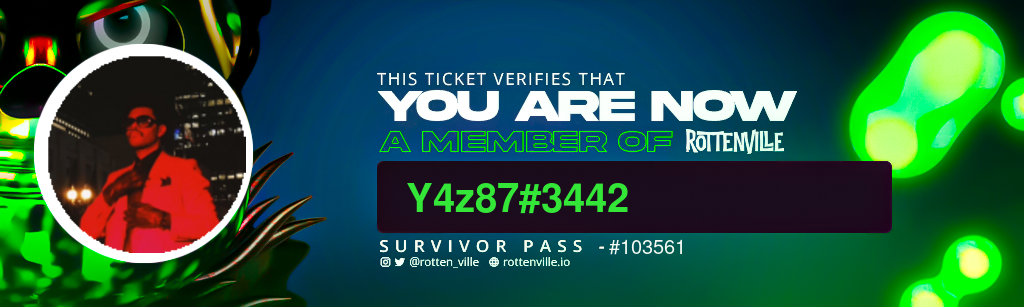 THIS TICKET VERIFIES THAT
YOU ARE NOW
A MEMBER OF ROTTENVILLE
Y4z87#3442
SURVIVOR PASS - #103561
@rotten_ville rottenville.io